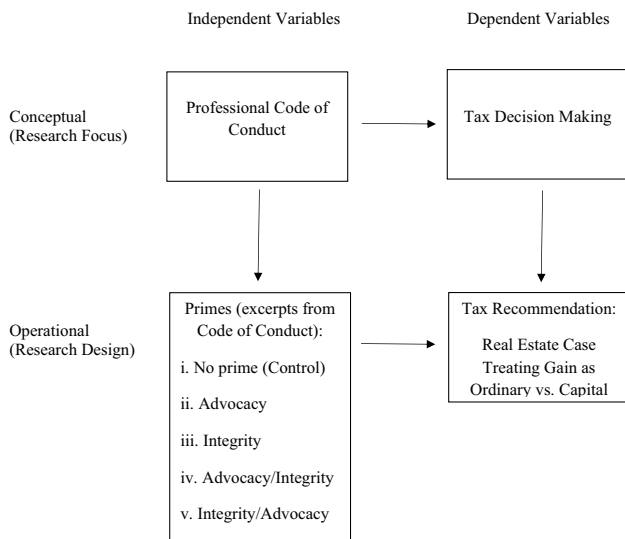 Independent Variables
Dependent Variables
Conceptual
(Research Focus)
Professional Code of
Conduct
Tax Decision Making
Operational
(Research Design)
Primes (excerpts from
Code of Conduct):
i. No prime (Control)
ii. Advocacy
iii. Integrity
iv. Advocacy/Integrity
v. Integrity/Advocacy
Tax Recommendation:
Real Estate Case
Treating Gain as
Ordinary vs. Capital